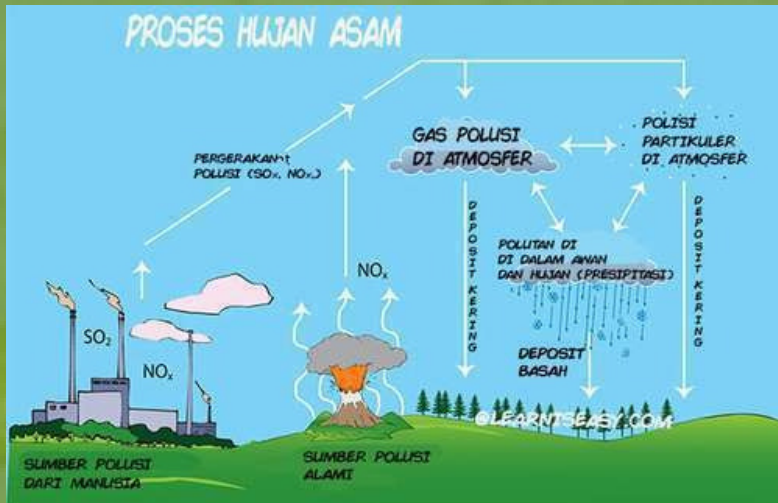 PROSES HUJAN ASAM
PERGERAKAN
POLUSI (SOₓ, NOₓ)
GAS POLUSI
DI ATMOSFER
POLISI
PARTIKULER
DI ATMOSFER
DEPOSIT KERING
POLUTAN DI
DI DALAM AWAN
DAN HUJAN (PRESIPITASI)
DEPOSIT KERING
NOₓ
SO₂
NOₓ
DEPOSIT
BASAH
@LEARNISEASY.COM
SUMBER POLUSI
DARI MANUSIA
SUMBER POLUSI
ALAMI